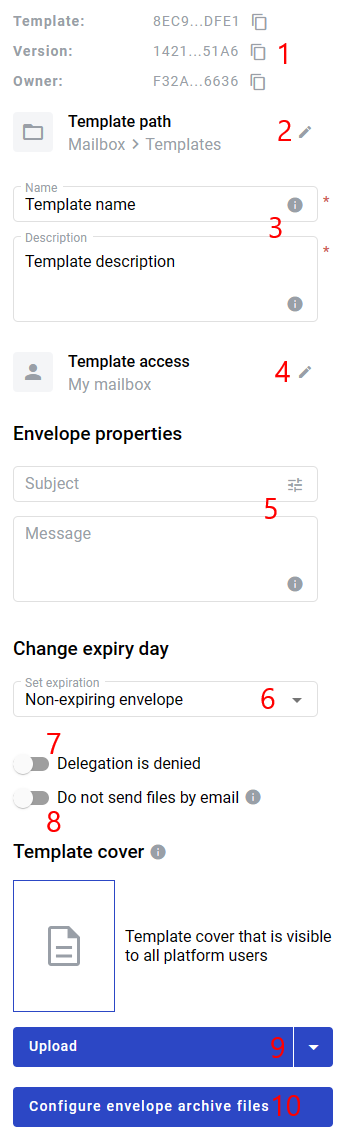 Template: 8EC9...DFE1
Version: 1421...51A6 1
Owner: F32A...6636
Template path
Mailbox > Templates 2
Name
Template name *
3
Description
Template description *
Template access
My mailbox 4
Envelope properties
Subject
5
Message
Change expiry day
Set expiration
Non-expiring envelope 6
7
Delegation is denied
Do not send files by email
8
Template cover
Template cover that is visible
to all platform users
Upload 9
Configure envelope archive files 10